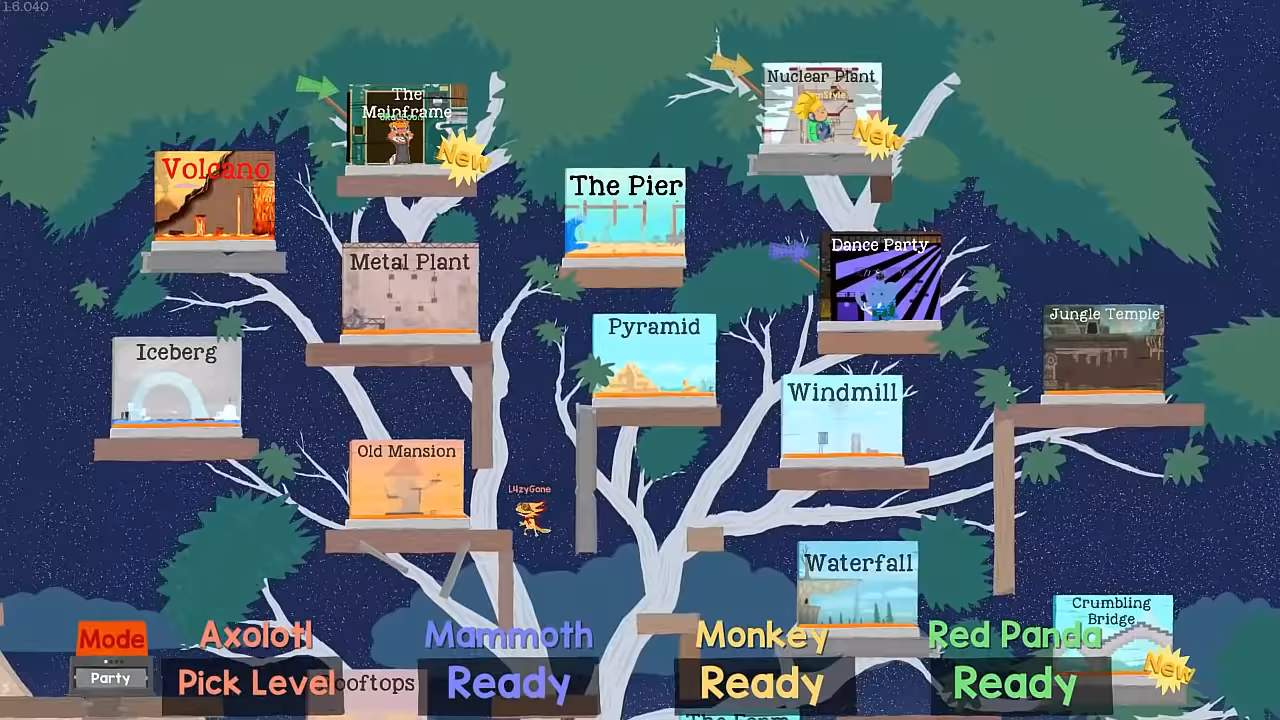 1.6.040
The
Mainframe
New
Nuclear Plant
New
Volcano
The Pier
Metal Plant
Dance Party
Jungle Temple
Pyramid
Iceberg
Windmill
Old Mansion
L4zyGone
Waterfall
Crumbling
Bridge
New
Mode
Party
Axolotl
Pick Level
ooftops
Mammoth
Ready
Monkey
Ready
Red Panda
Ready
The Farm